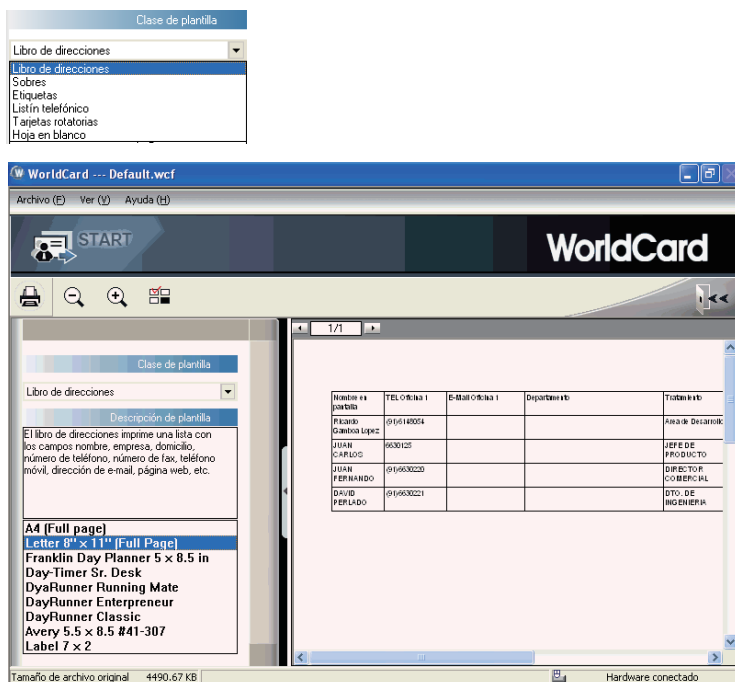 Clase de plantilla
Libro de direcciones
Libro de direcciones
Sobres
Etiquetas
Listín telefónico
Tarjetas rotatorias
Hoja en blanco
WorldCard --- Default.wcf
Archivo (F) Ver (V) Ayuda (H)
START
WorldCard
1/1
Clase de plantilla
Libro de direcciones
Descripción de plantilla
El libro de direcciones imprime una lista con
los campos nombre, empresa, domicilio,
número de teléfono, número de fax, teléfono
móvil, dirección de e-mail, página web, etc.
A4 (Full page)
Letter 8" x 11" (Full Page)
Franklin Day Planner 5 x 8.5 in
Day-Timer Sr. Desk
DyaRunner Running Mate
DayRunner Enterpreneur
DayRunner Classic
Avery 5.5 x 8.5 #41-307
Label 7 x 2
Nombre en pantalla TEL Oficina 1 E-Mail Oficina 1 Departamento Tratamiento
Ricardo Gamboa Lopez (91)6148054 Area de Desarrollo
JUAN CARLOS 6630125 JEFE DE PRODUCTO
JUAN FERNANDO (91)6630220 DIRECTOR COMERCIAL
DAVID PERLADO (91)6630221 DTO. DE INGENIERIA
Tamaño de archivo original 4490.67 KB Hardware conectado